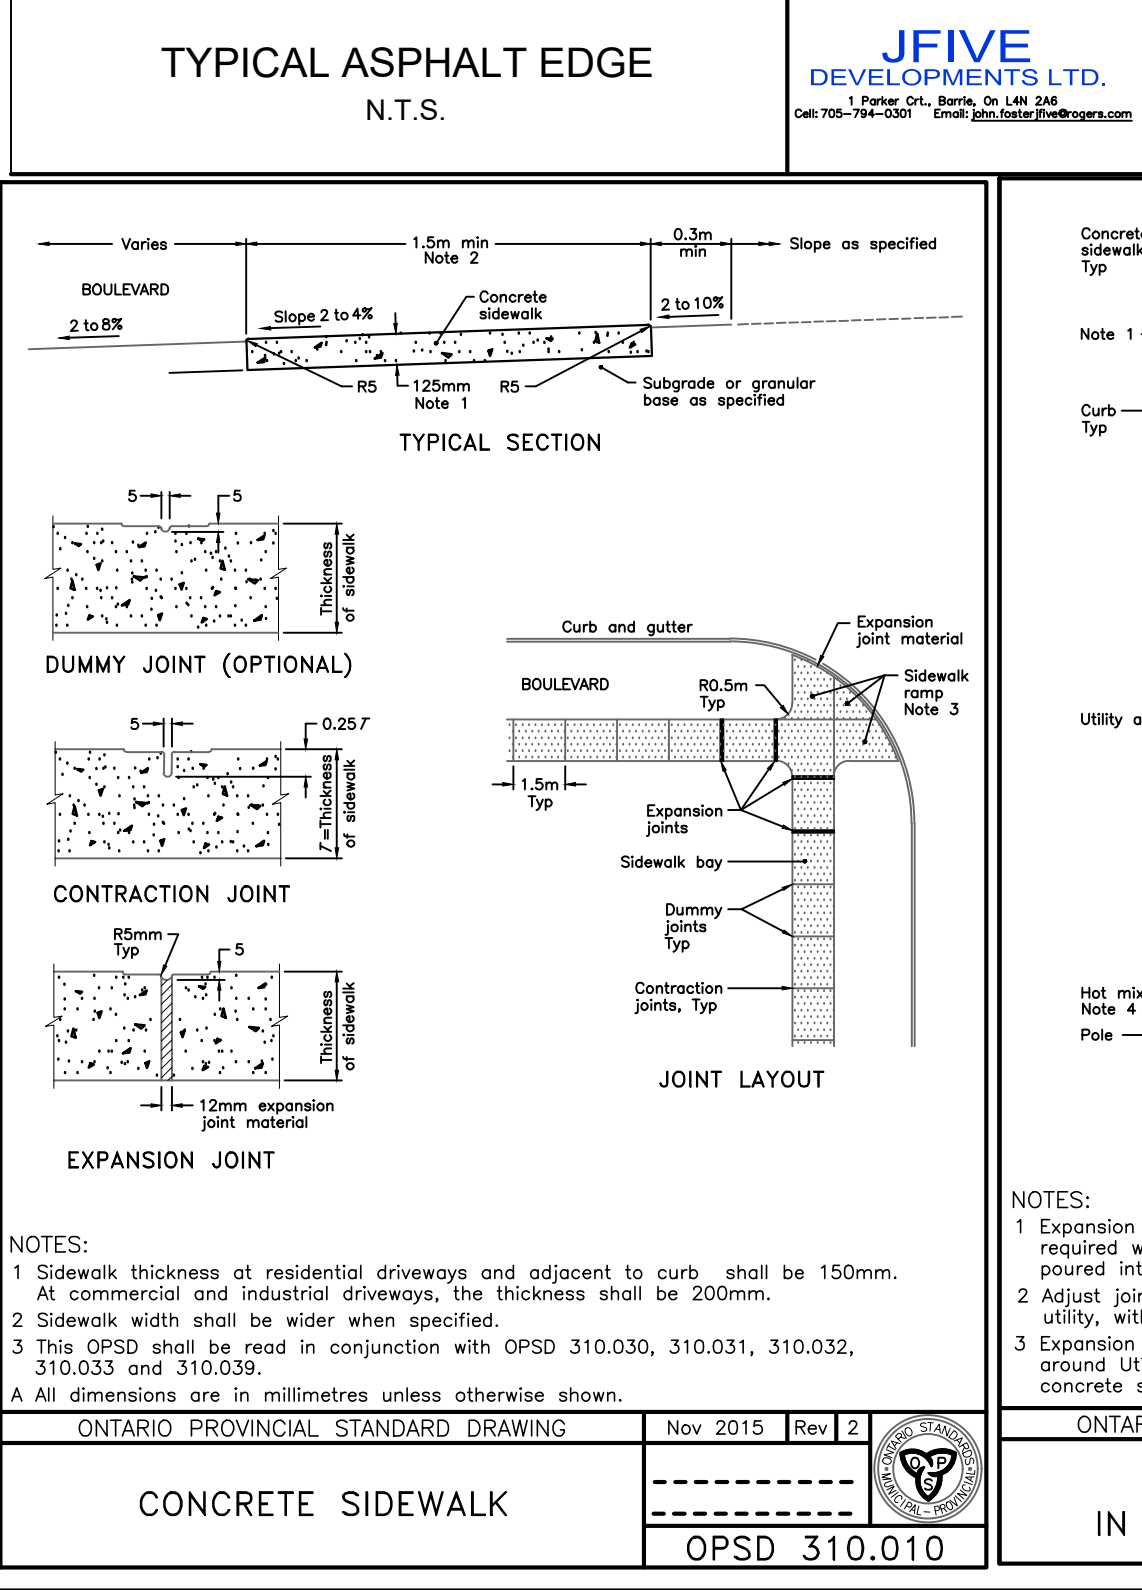 TYPICAL ASPHALT EDGE
N.T.S.
JFIVE
DEVELOPMENTS LTD.
1 Parker Crt., Barrie, On L4N 2A6
Cell: 705-794-0301 Email: john.fosterjfive@rogers.com
Varies
1.5m min
Note 2
0.3m
min
Slope as specified
BOULEVARD
2 to 8%
Slope 2 to 4%
Concrete
sidewalk
2 to 10%
R5
125mm
Note 1
R5
Subgrade or granular
base as specified
TYPICAL SECTION
5
5
Thickness
of sidewalk
DUMMY JOINT (OPTIONAL)
5
0.25T
T=Thickness
of sidewalk
CONTRACTION JOINT
R5mm
Typ
5
Thickness
of sidewalk
12mm expansion
joint material
EXPANSION JOINT
Curb and gutter
Expansion
joint material
BOULEVARD
R0.5m
Typ
Sidewalk
ramp
Note 3
1.5m
Typ
Expansion
joints
Sidewalk bay
Dummy
joints
Typ
Contraction
joints, Typ
JOINT LAYOUT
NOTES:
1 Sidewalk thickness at residential driveways and adjacent to curb shall be 150mm.
At commercial and industrial driveways, the thickness shall be 200mm.
2 Sidewalk width shall be wider when specified.
3 This OPSD shall be read in conjunction with OPSD 310.030, 310.031, 310.032,
310.033 and 310.039.
A All dimensions are in millimetres unless otherwise shown.
ONTARIO PROVINCIAL STANDARD DRAWING
Nov 2015
Rev
2
CONCRETE SIDEWALK
ONTARIO STANDARDS
MUNICIPAL - PROVINCIAL
O P
S
OPSD 310.010
Concrete
sidewalk
Typ
Note 1
Curb
Typ
Utility a
Hot mix
Note 4
Pole
NOTES:
1 Expansion
required w
poured int
2 Adjust join
utility, with
3 Expansion
around Uti
concrete s
ONTAR
IN